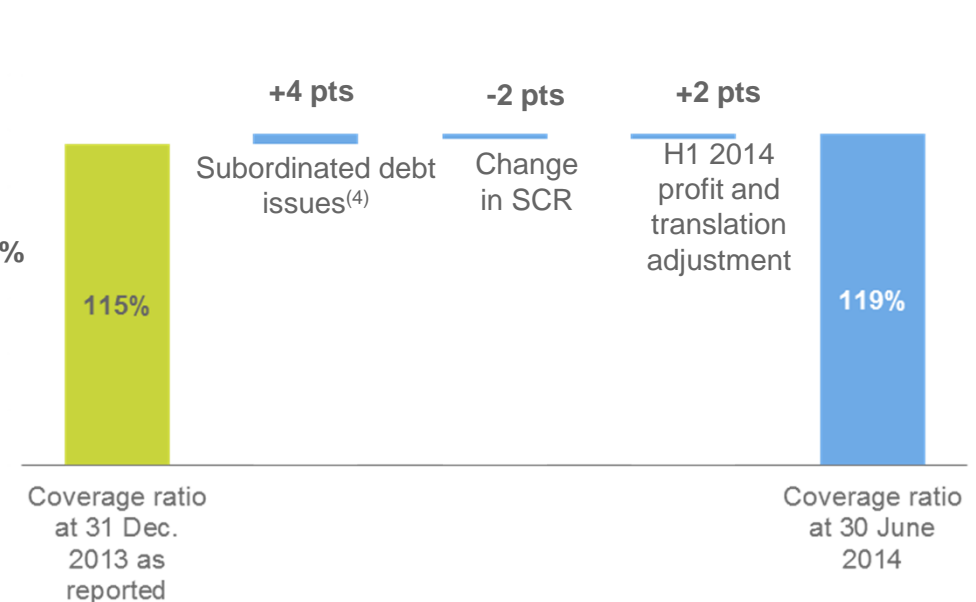 +4 pts
-2 pts
+2 pts
Subordinated debt
issues(4)
Change
in SCR
H1 2014
profit and
translation
adjustment
%
115%
119%
Coverage ratio
at 31 Dec.
2013 as
reported
Coverage ratio
at 30 June
2014